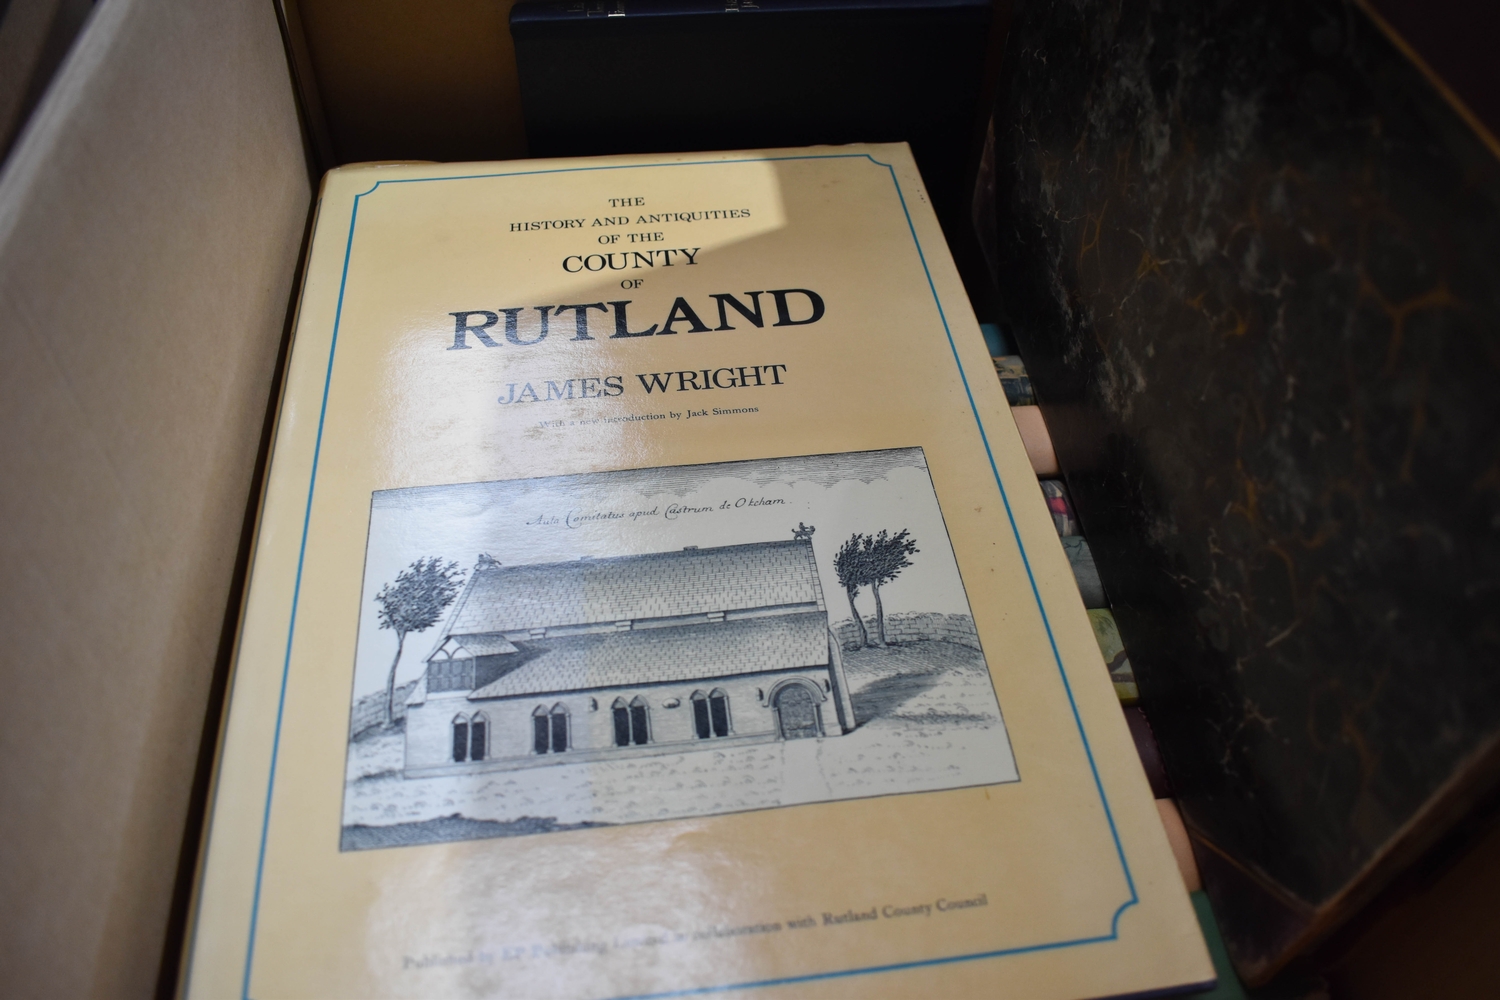 THE
HISTORY AND ANTIQUITIES
OF THE
COUNTY
OF
RUTLAND
JAMES WRIGHT
With a new introduction by Jack Simmons
Aula Comitatus apud Castrum de Okeham.
Published by EP Publishing Limited in collaboration with Rutland County Council